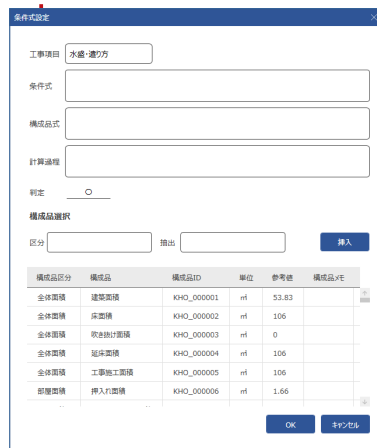 条件式設定 ×
工事項目 水盛・遣り方
条件式
構成品式
計算過程
判定 ○
構成品選択
区分 抽出 挿入
構成品区分 構成品 構成品ID 単位 参考値 構成品メモ
全体面積 建築面積 KHO_000001 ㎡ 53.83
全体面積 床面積 KHO_000002 ㎡ 106
全体面積 吹き抜け面積 KHO_000003 ㎡ 0
全体面積 延床面積 KHO_000004 ㎡ 106
全体面積 工事施工面積 KHO_000005 ㎡ 106
部屋面積 押入れ面積 KHO_000006 ㎡ 1.66
OK キャンセル